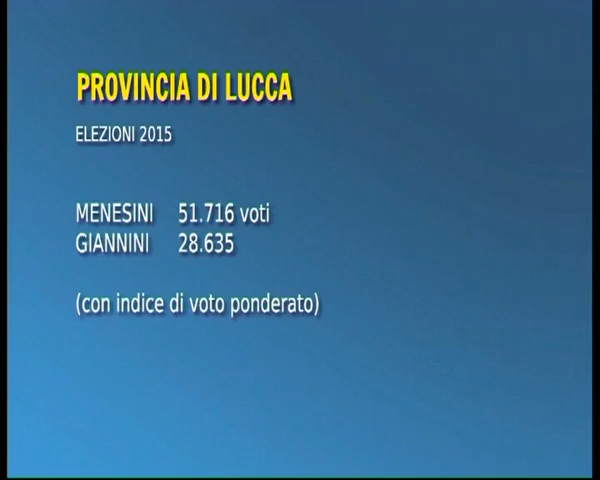 PROVINCIA DI LUCCA
ELEZIONI 2015
MENESINI 51.716 voti
GIANNINI 28.635
(con indice di voto ponderato)